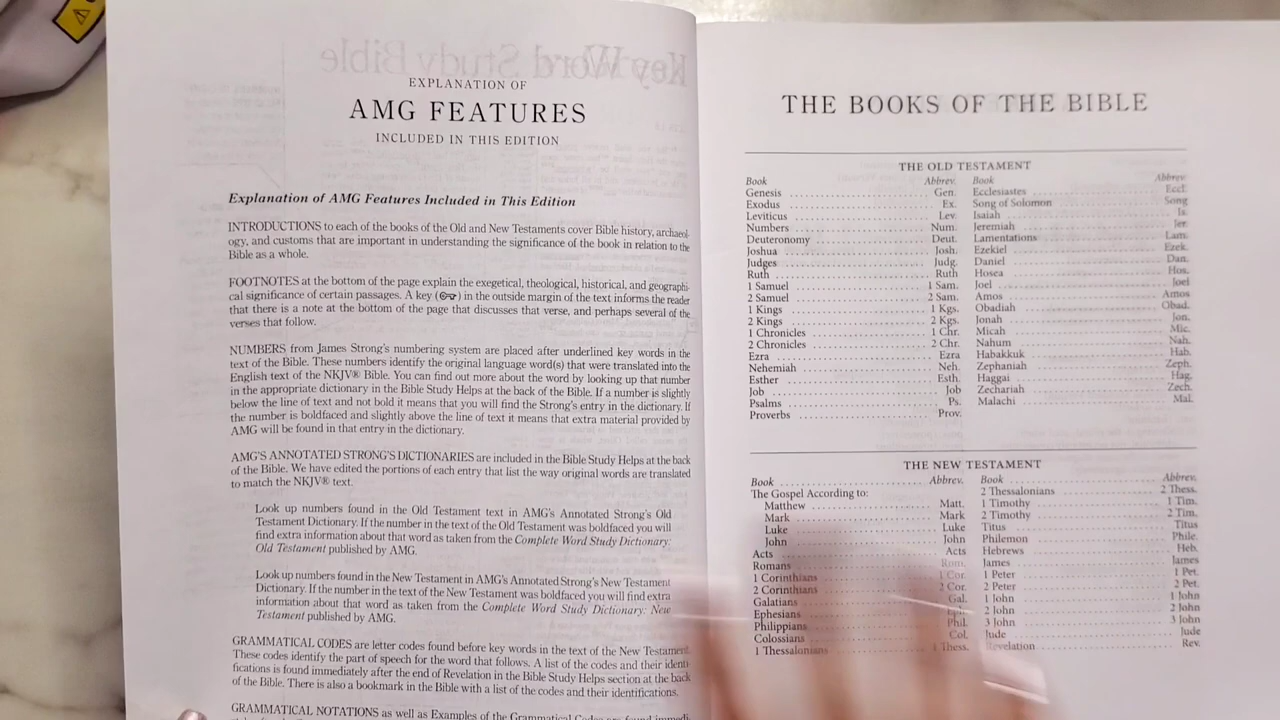 Key Word Study Bible
EXPLANATION OF
AMG FEATURES
INCLUDED IN THIS EDITION
Explanation of AMG Features Included in This Edition
INTRODUCTIONS to each of the books of the Old and New Testaments cover Bible history, archaeol-
ogy, and customs that are important in understanding the significance of the book in relation to the
Bible as a whole.
FOOTNOTES at the bottom of the page explain the exegetical, theological, historical, and geographi-
cal significance of certain passages. A key ( ) in the outside margin of the text informs the reader
that there is a note at the bottom of the page that discusses that verse, and perhaps several of the
verses that follow.
NUMBERS from James Strong's numbering system are placed after underlined key words in the
text of the Bible. These numbers identify the original language word(s) that were translated into the
English text of the NKJV® Bible. You can find out more about the word by looking up that number
in the appropriate dictionary in the Bible Study Helps at the back of the Bible. If a number is slightly
below the line of text and not bold it means that you will find the Strong's entry in the dictionary. If
the number is boldfaced and slightly above the line of text it means that extra material provided by
AMG will be found in that entry in the dictionary.
AMG'S ANNOTATED STRONG'S DICTIONARIES are included in the Bible Study Helps at the back
of the Bible. We have edited the portions of each entry that list the way original words are translated
to match the NKJV® text.
Look up numbers found in the Old Testament text in AMG's Annotated Strong's Old
Testament Dictionary. If the number in the text of the Old Testament was boldfaced you will
find extra information about that word as taken from the Complete Word Study Dictionary:
Old Testament published by AMG.
Look up numbers found in the New Testament in AMG's Annotated Strong's New Testament
Dictionary. If the number in the text of the New Testament was boldfaced you will find extra
information about that word as taken from the Complete Word Study Dictionary: New
Testament published by AMG.
GRAMMATICAL CODES are letter codes found before key words in the text of the New Testament.
These codes identify the part of speech for the word that follows. A list of the codes and their identi-
fications is found immediately after the end of Revelation in the Bible Study Helps section at the back
of the Bible. There is also a bookmark in the Bible with a list of the codes and their identifications.
GRAMMATICAL NOTATIONS as well as Examples of the Grammatical Codes are found immedi-
THE BOOKS OF THE BIBLE
THE OLD TESTAMENT
Book Abbrev.
Genesis Gen.
Exodus Ex.
Leviticus Lev.
Numbers Num.
Deuteronomy Deut.
Joshua Josh.
Judges Judg.
Ruth Ruth
1 Samuel 1 Sam.
2 Samuel 2 Sam.
1 Kings 1 Kgs.
2 Kings 2 Kgs.
1 Chronicles 1 Chr.
2 Chronicles 2 Chr.
Ezra Ezra
Nehemiah Neh.
Esther Esth.
Job Job
Psalms Ps.
Proverbs Prov.
Book Abbrev.
Ecclesiastes Eccl.
Song of Solomon Song
Isaiah Is.
Jeremiah Jer.
Lamentations Lam.
Ezekiel Ezek.
Daniel Dan.
Hosea Hos.
Joel Joel
Amos Amos
Obadiah Obad.
Jonah Jon.
Micah Mic.
Nahum Nah.
Habakkuk Hab.
Zephaniah Zeph.
Haggai Hag.
Zechariah Zech.
Malachi Mal.
THE NEW TESTAMENT
Book Abbrev.
The Gospel According to:
Matthew Matt.
Mark Mark
Luke Luke
John John
Acts Acts
Romans Rom.
1 Corinthians 1 Cor.
2 Corinthians 2 Cor.
Galatians Gal.
Ephesians Eph.
Philippians Phil.
Colossians Col.
1 Thessalonians 1 Thess.
Book Abbrev.
2 Thessalonians 2 Thess.
1 Timothy 1 Tim.
2 Timothy 2 Tim.
Titus Titus
Philemon Phile.
Hebrews Heb.
James James
1 Peter 1 Pet.
2 Peter 2 Pet.
1 John 1 John
2 John 2 John
3 John 3 John
Jude Jude
Revelation Rev.